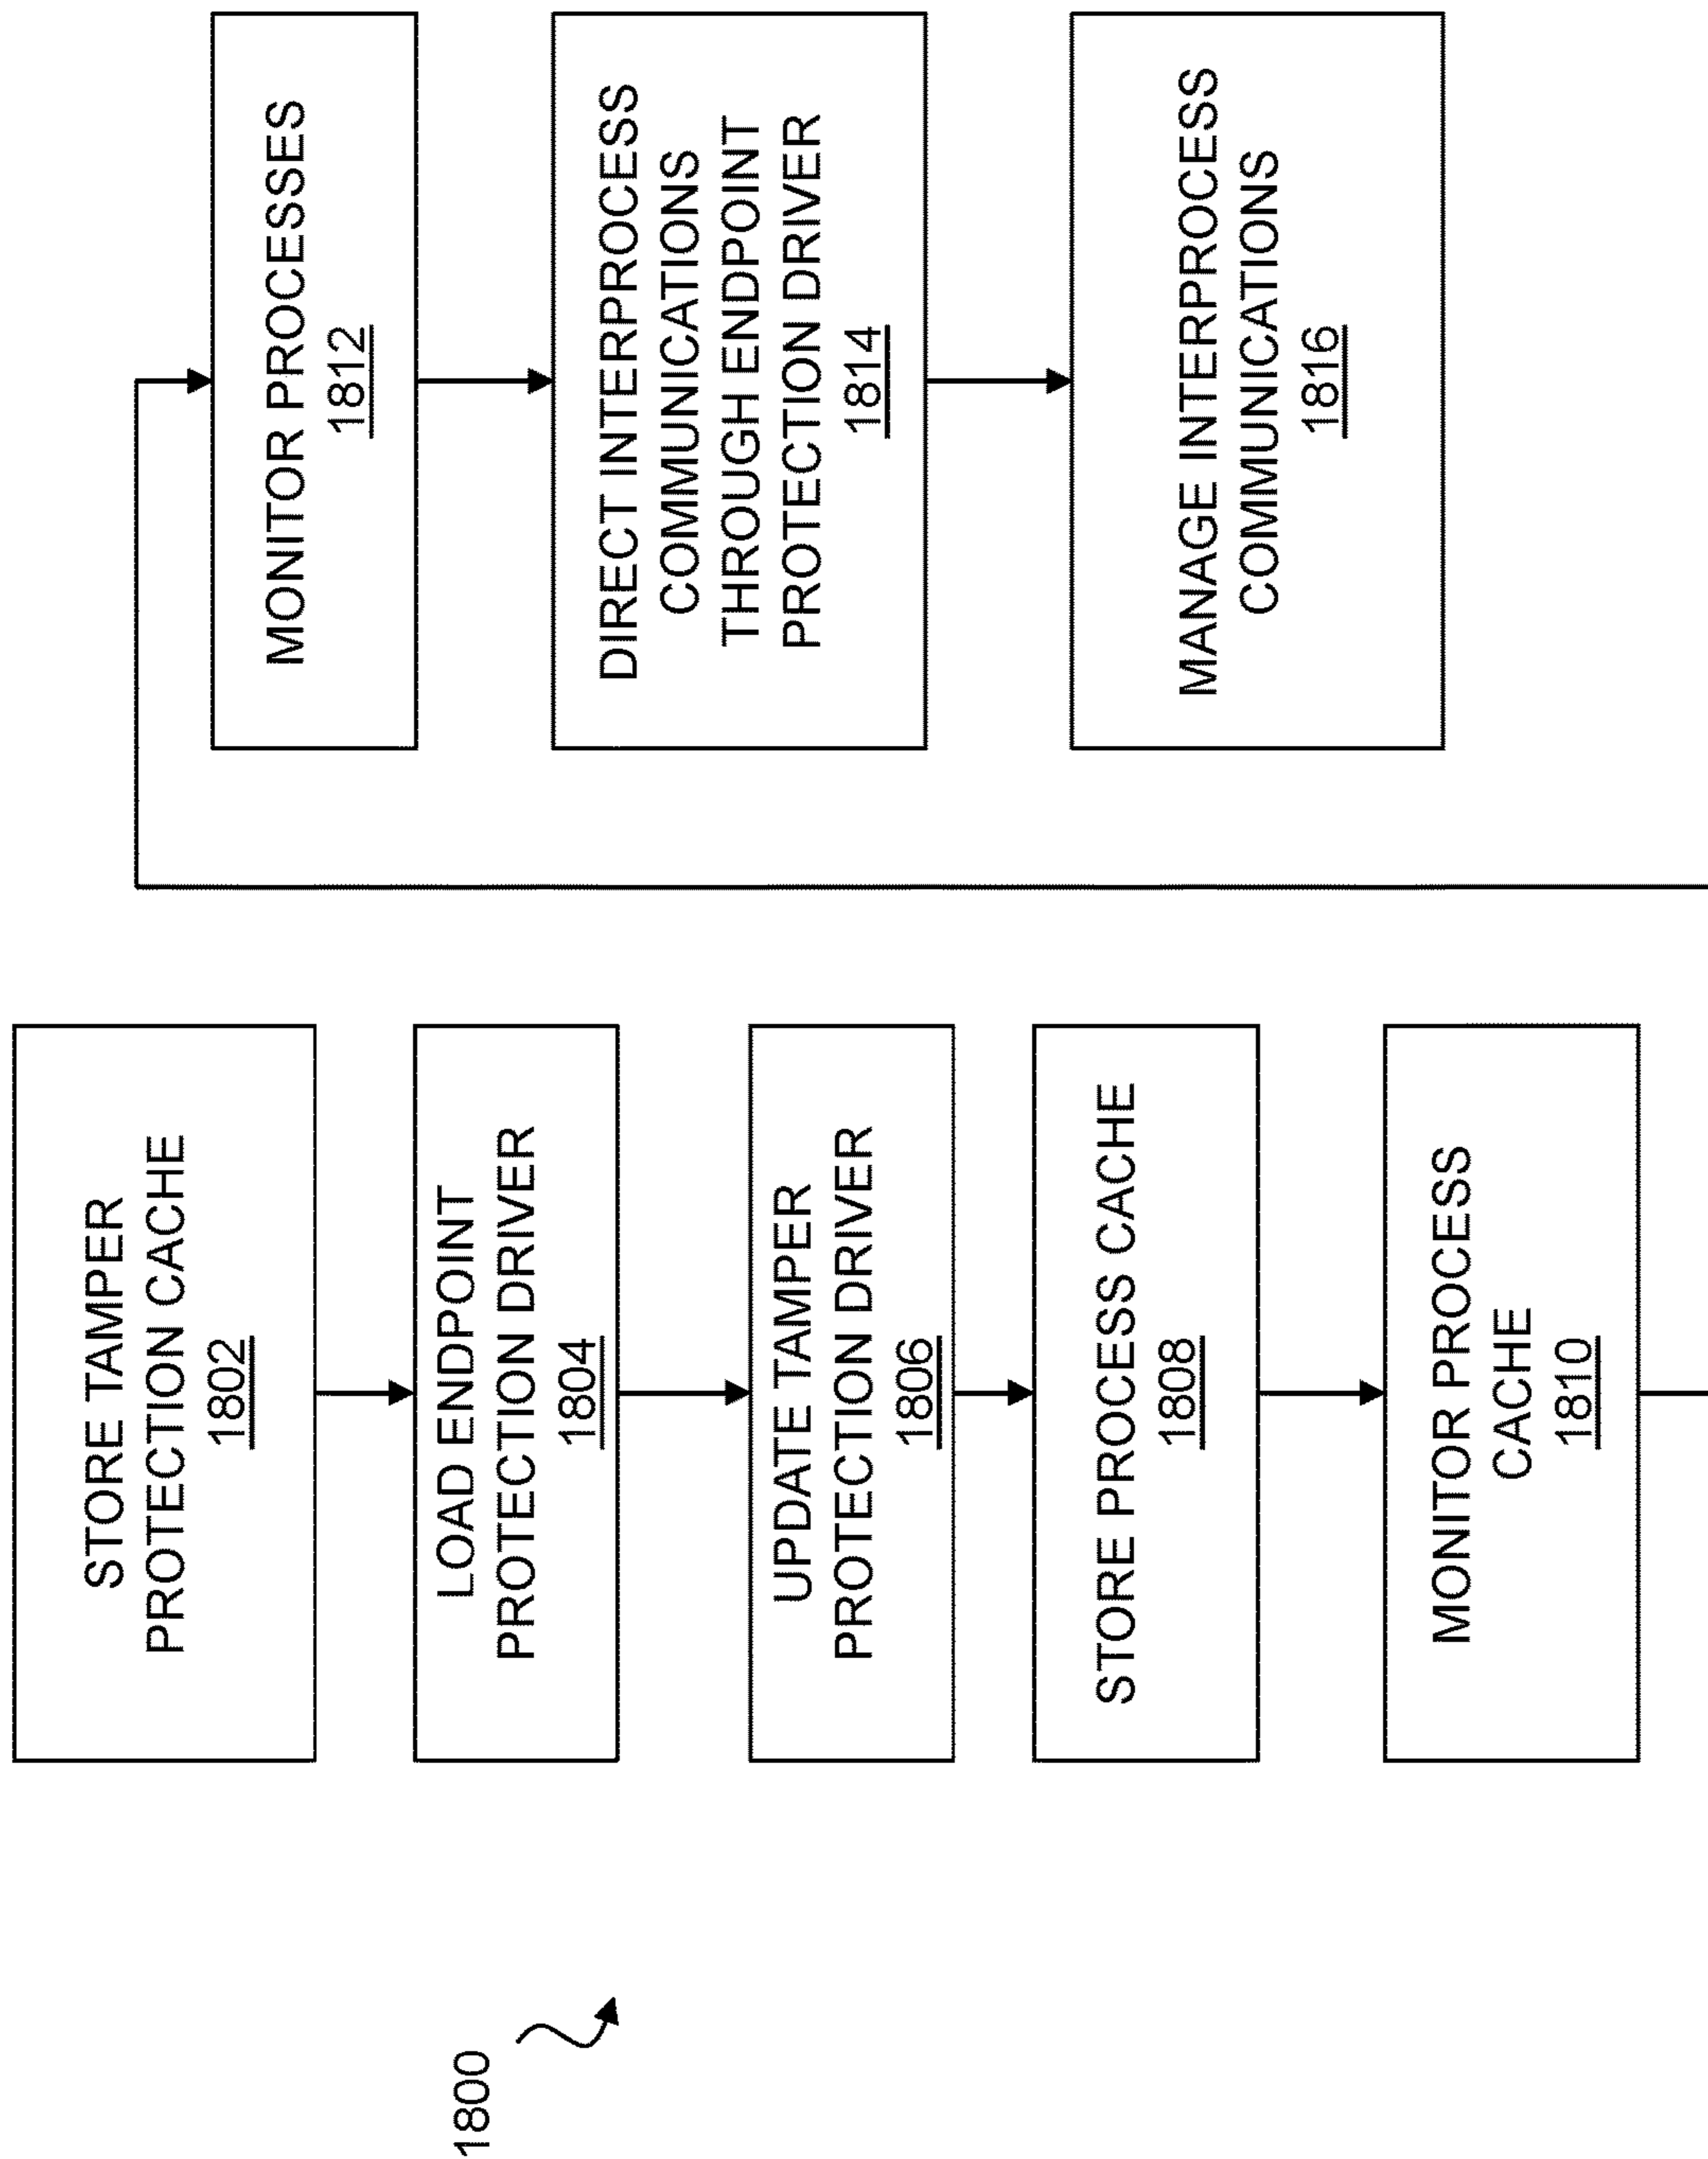 1800
STORE TAMPER
PROTECTION CACHE
1802
LOAD ENDPOINT
PROTECTION DRIVER
1804
UPDATE TAMPER
PROTECTION DRIVER
1806
STORE PROCESS CACHE
1808
MONITOR PROCESS
CACHE
1810
MONITOR PROCESSES
1812
DIRECT INTERPROCESS
COMMUNICATIONS
THROUGH ENDPOINT
PROTECTION DRIVER
1814
MANAGE INTERPROCESS
COMMUNICATIONS
1816